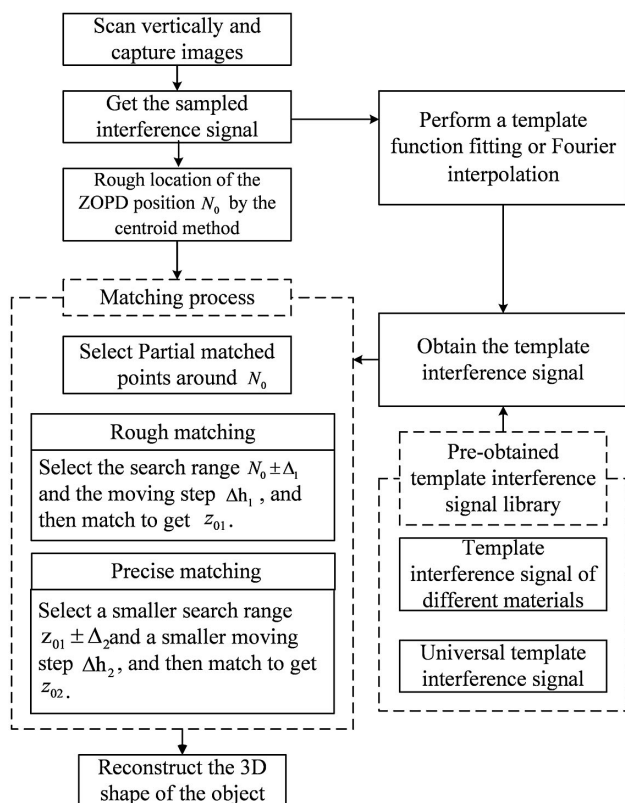 Scan vertically and
capture images
Get the sampled
interference signal
Rough location of the
ZOPD position N₀ by the
centroid method
Perform a template
function fitting or Fourier
interpolation
Matching process
Select Partial matched
points around N₀
Rough matching
Select the search range N₀ ± Δ₁
and the moving step Δh₁ , and
then match to get z₀₁ .
Precise matching
Select a smaller search range
z₀₁ ± Δ₂ and a smaller moving
step Δh₂ , and then match to get
z₀₂ .
Obtain the template
interference signal
Pre-obtained
template interference
signal library
Template
interference signal of
different materials
Universal template
interference signal
Reconstruct the 3D
shape of the object